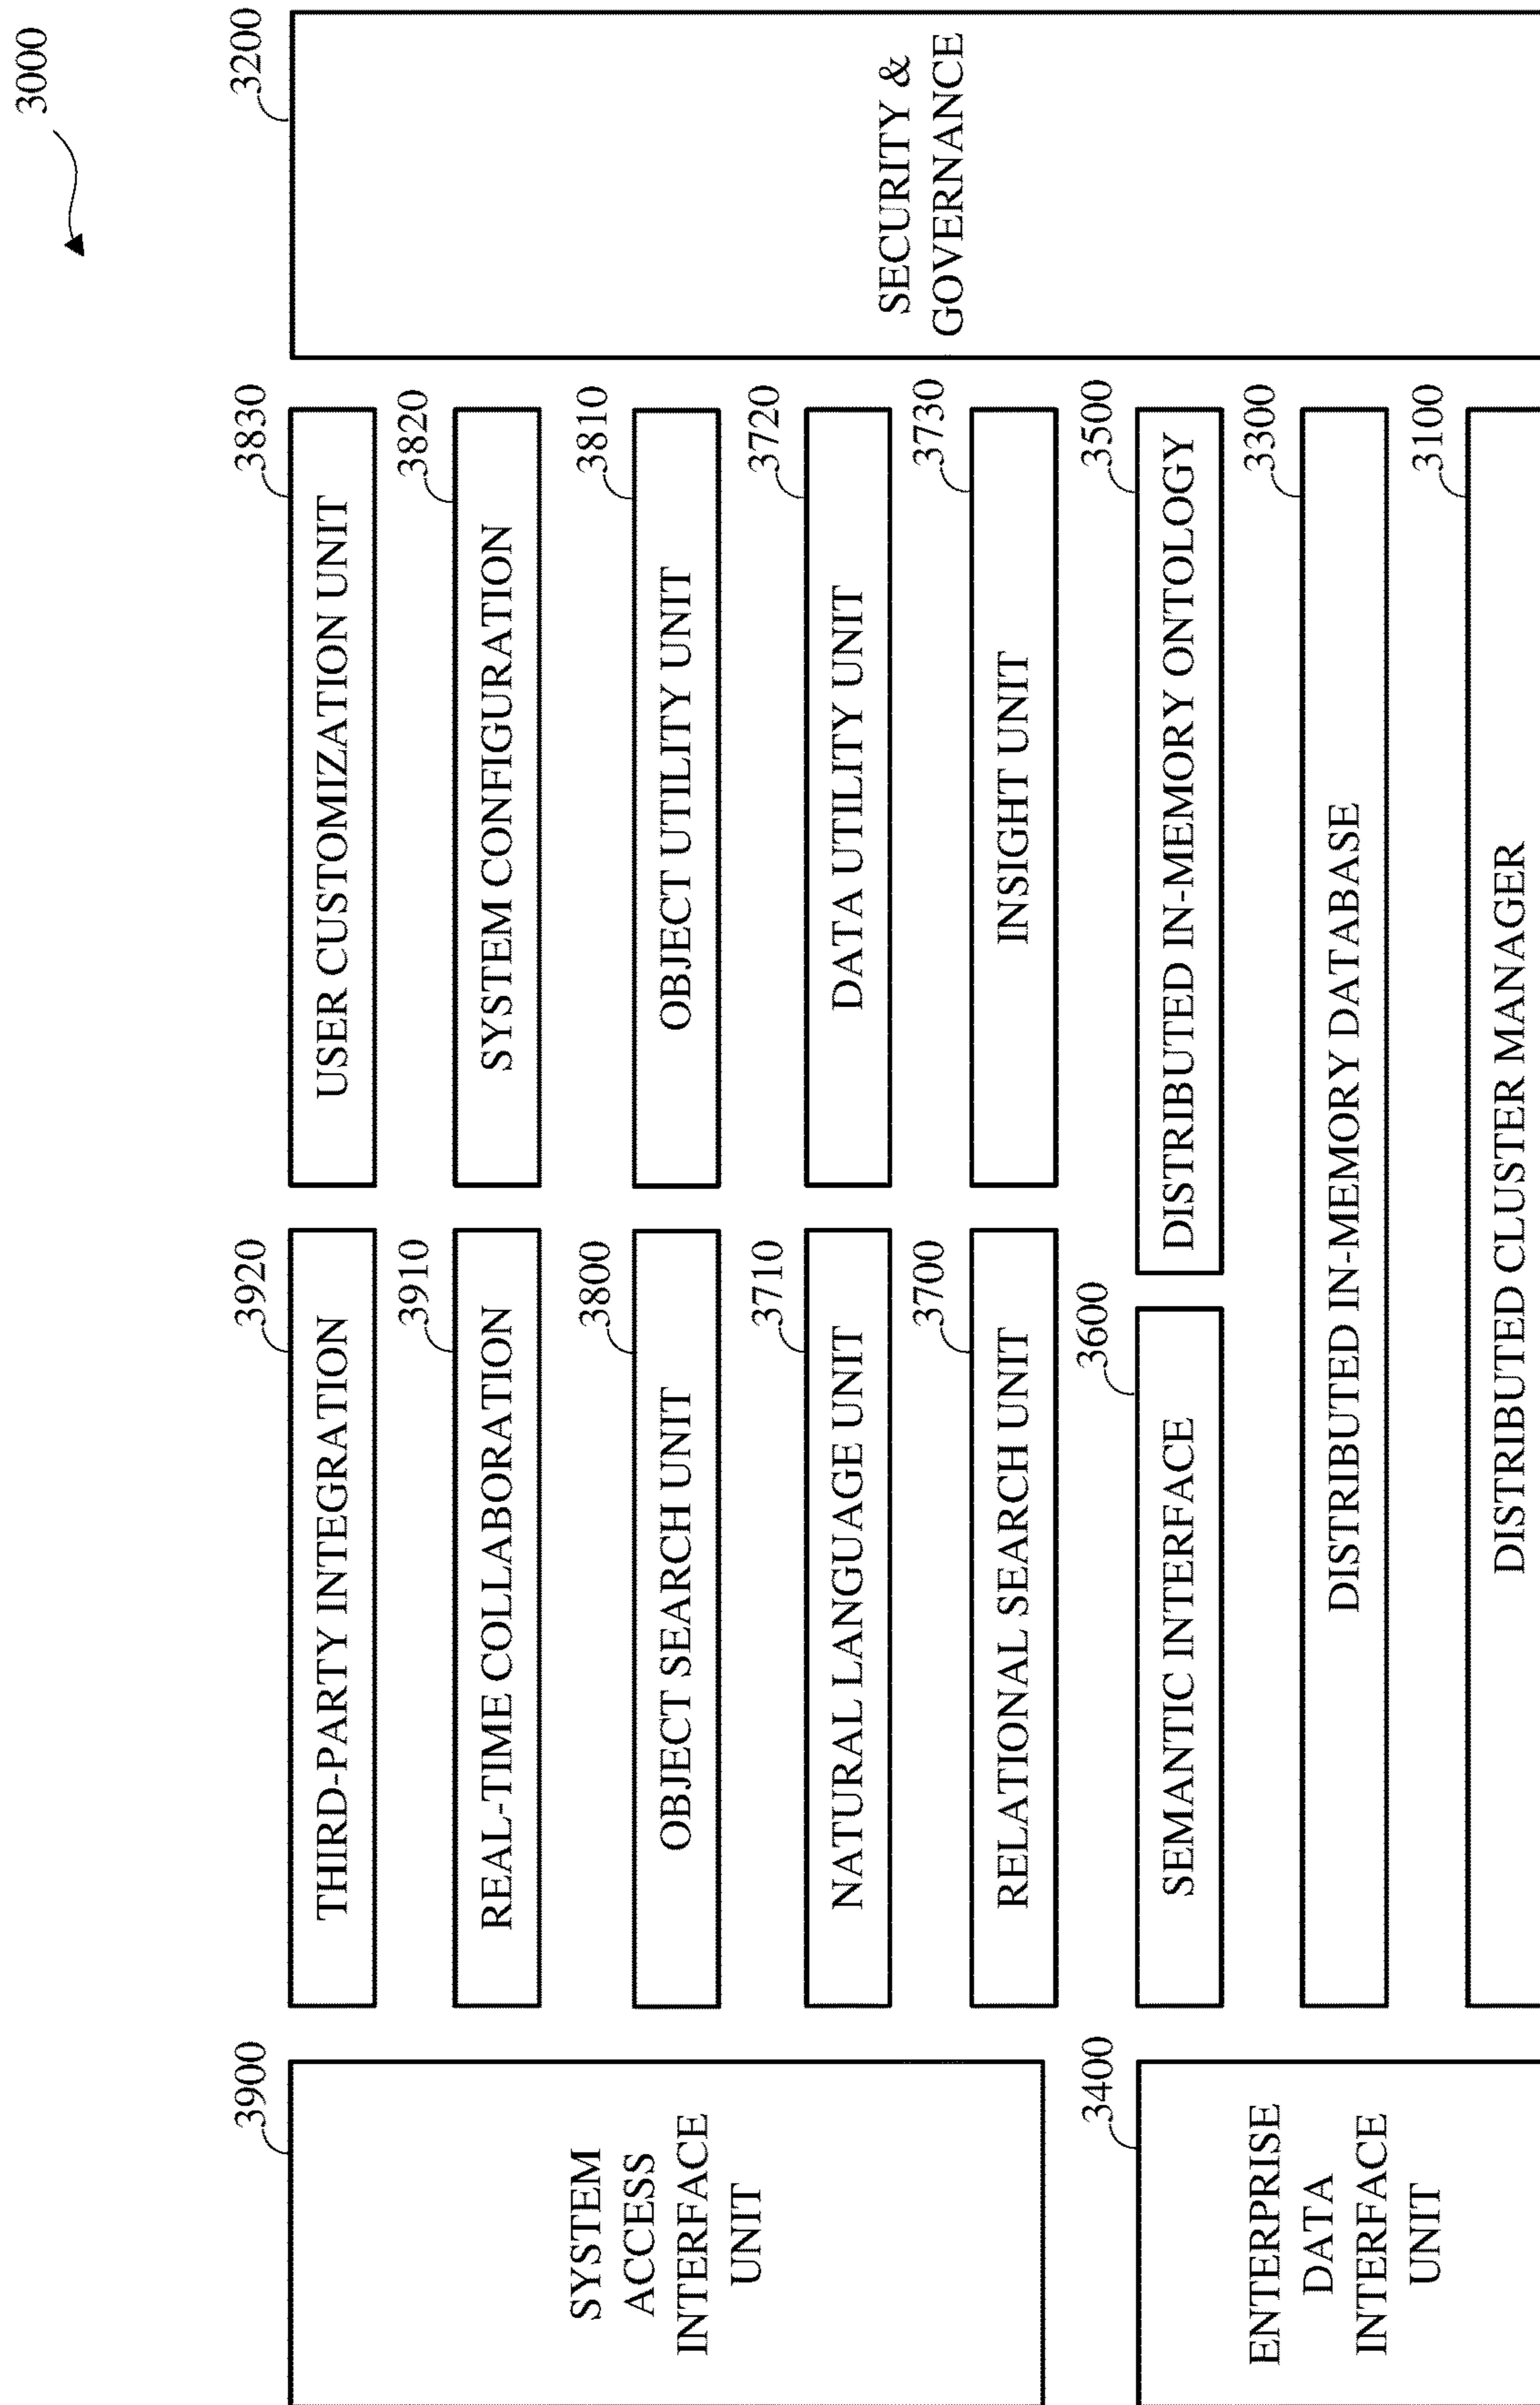 3000
3900
SYSTEM
ACCESS
INTERFACE
UNIT
3920
THIRD-PARTY INTEGRATION
3830
USER CUSTOMIZATION UNIT
3200
SECURITY &
GOVERNANCE
3910
REAL-TIME COLLABORATION
3820
SYSTEM CONFIGURATION
3800
OBJECT SEARCH UNIT
3810
OBJECT UTILITY UNIT
3710
NATURAL LANGUAGE UNIT
3720
DATA UTILITY UNIT
3700
RELATIONAL SEARCH UNIT
3730
INSIGHT UNIT
3400
ENTERPRISE
DATA
INTERFACE
UNIT
3600
SEMANTIC INTERFACE
3500
DISTRIBUTED IN-MEMORY ONTOLOGY
3300
DISTRIBUTED IN-MEMORY DATABASE
3100
DISTRIBUTED CLUSTER MANAGER